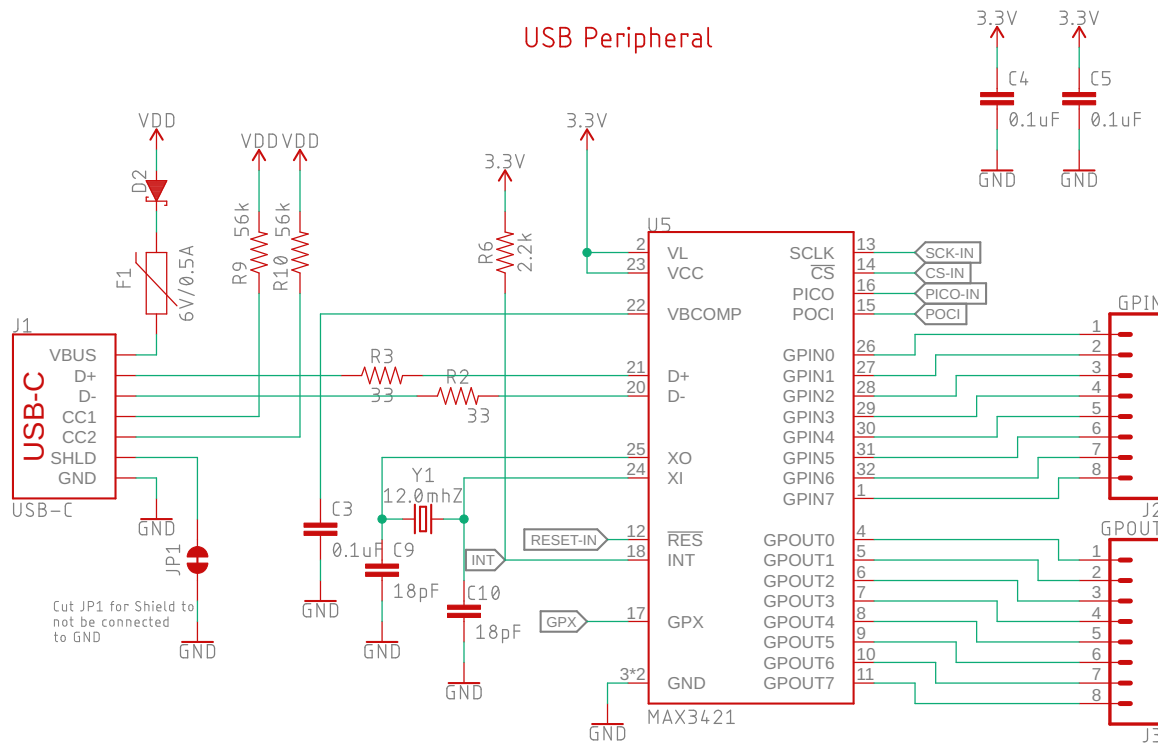 USB Peripheral
3.3V
3.3V
C4
C5
0.1uF
0.1uF
GND
GND
VDD
VDD
VDD
3.3V
3.3V
D2
56k
56k
R9
R10
R6
2.2k
F1
6V/0.5A
J1
USB-C
VBUS
D+
D-
CC1
CC2
SHLD
GND
USB-C
GND
JP1
GND
Cut JP1 for Shield to
not be connected
to GND
R3
33
R2
33
C3
0.1uF
GND
Y1
12.0mhZ
C9
18pF
GND
C10
18pF
GND
RESET-IN
INT
GPX
GND
U5
2
VL
23
VCC
22
VBCOMP
21
D+
20
D-
25
XO
24
XI
12
RES
18
INT
17
GPX
3*2
GND
MAX3421
SCLK
13
SCK-IN
CS
14
CS-IN
PICO
16
PICO-IN
POCI
15
POCI
GPIN0
26
GPIN1
27
GPIN2
28
GPIN3
29
GPIN4
30
GPIN5
31
GPIN6
32
GPIN7
1
GPOUT0
4
GPOUT1
5
GPOUT2
6
GPOUT3
7
GPOUT4
8
GPOUT5
9
GPOUT6
10
GPOUT7
11
GPIN
1
2
3
4
5
6
7
8
J2
GPOUT
1
2
3
4
5
6
7
8
J3